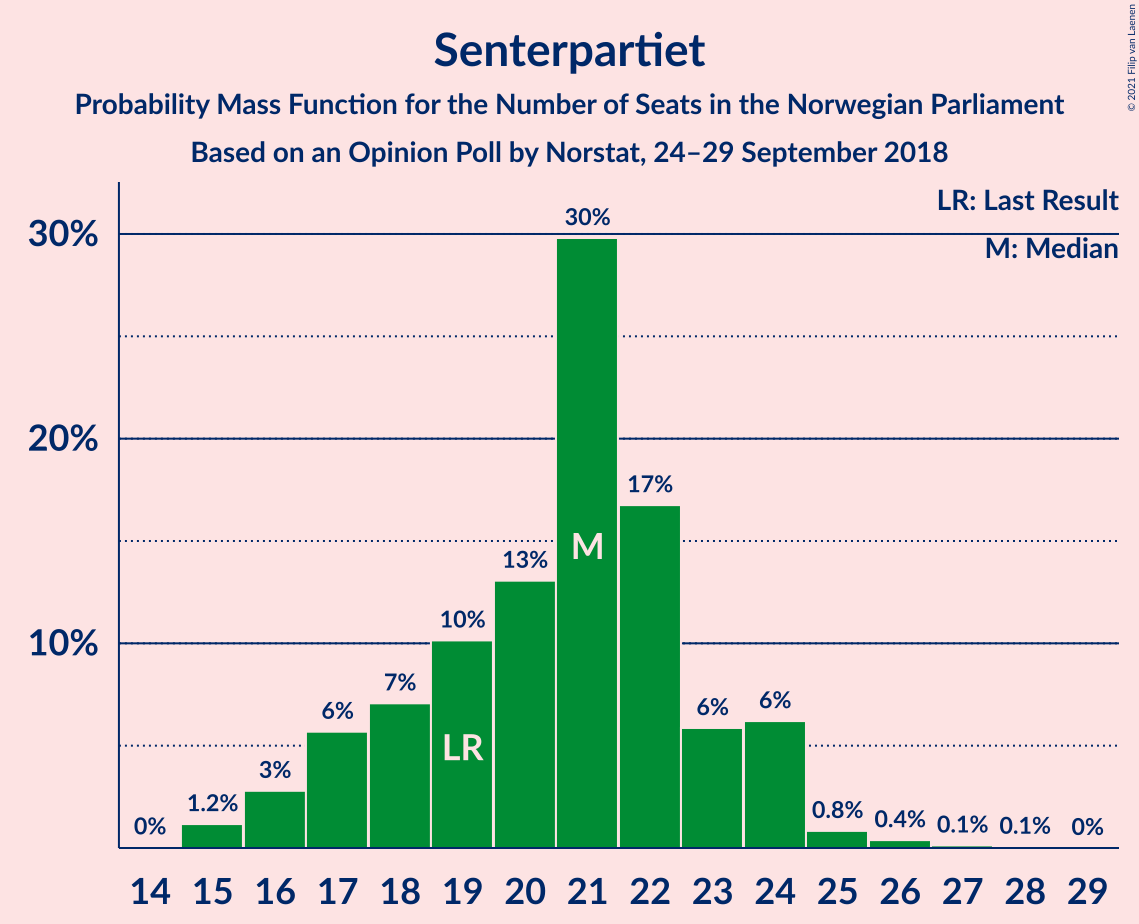 Senterpartiet
Probability Mass Function for the Number of Seats in the Norwegian Parliament
Based on an Opinion Poll by Norstat, 24–29 September 2018
© 2021 Filip van Laenen
LR: Last Result
M: Median
30%
20%
10%
0%
1.2%
3%
6%
7%
10%
13%
30%
17%
6%
6%
0.8%
0.4%
0.1%
0.1%
0%
LR
M
14 15 16 17 18 19 20 21 22 23 24 25 26 27 28 29